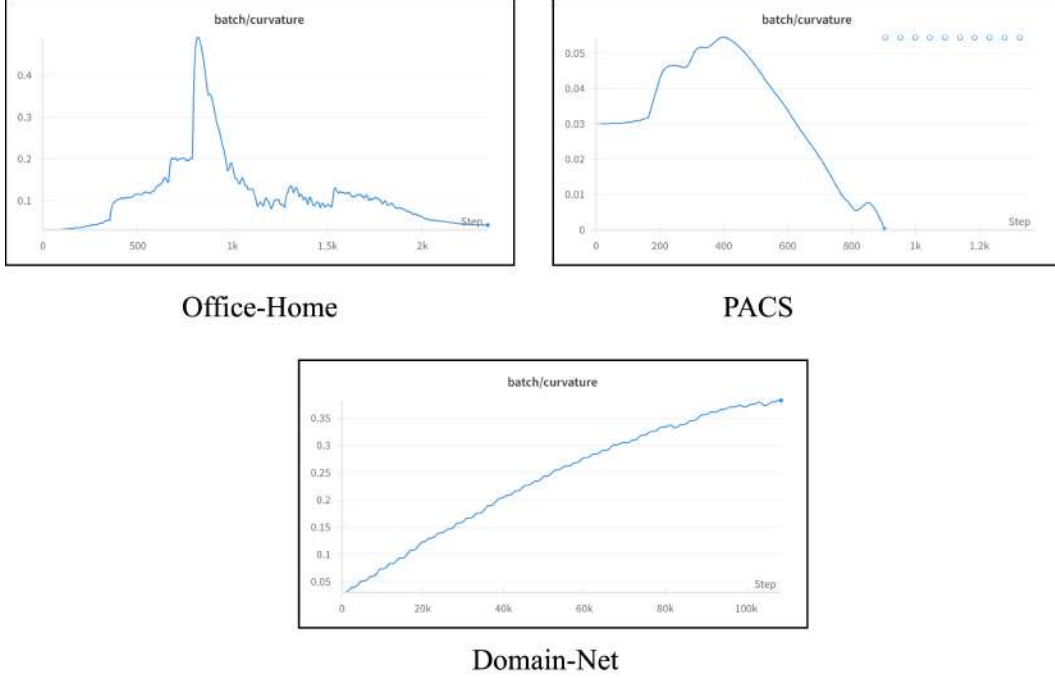 batch/curvature
0.4
0.3
0.2
0.1
Step
0 500 1k 1.5k 2k
Office-Home
batch/curvature
0.05
0.04
0.03
0.02
0.01
0
Step
0 200 400 600 800 1k 1.2k
PACS
batch/curvature
0.35
0.3
0.25
0.2
0.15
0.1
0.05
Step
0 20k 40k 60k 80k 100k
Domain-Net